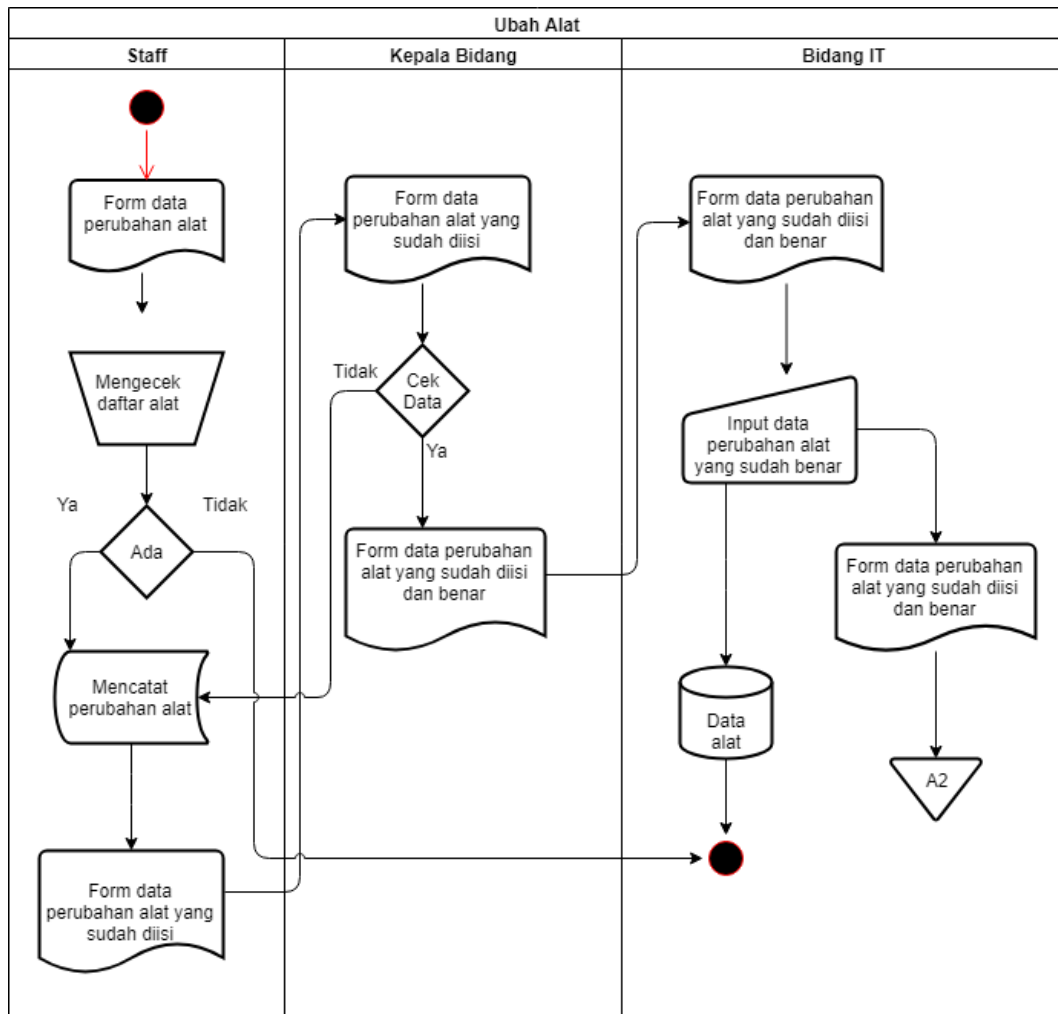 Ubah Alat
Staff
Kepala Bidang
Bidang IT
Form data
perubahan alat
Mengecek
daftar alat
Ya
Tidak
Ada
Mencatat
perubahan alat
Form data
perubahan alat yang
sudah diisi
Form data
perubahan alat yang
sudah diisi
Tidak
Cek
Data
Ya
Form data perubahan
alat yang sudah diisi
dan benar
Form data perubahan
alat yang sudah diisi
dan benar
Input data
perubahan alat
yang sudah benar
Form data perubahan
alat yang sudah diisi
dan benar
Data
alat
A2